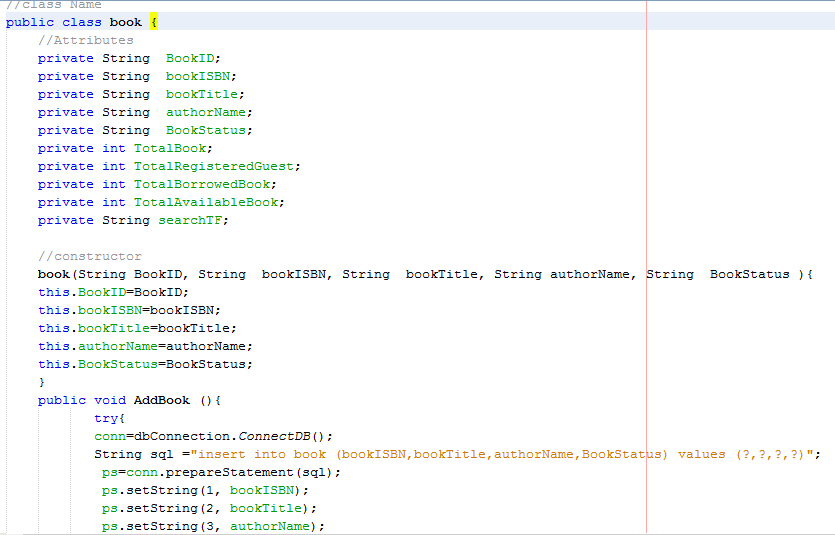 //class Name
public class book {
//Attributes
private String  BookID;
private String  bookISBN;
private String  bookTitle;
private String  authorName;
private String  BookStatus;
private int TotalBook;
private int TotalRegisteredGuest;
private int TotalBorrowedBook;
private int TotalAvailableBook;
private String searchTF;
//constructor
book(String BookID, String  bookISBN, String  bookTitle, String authorName, String  BookStatus ){
this.BookID=BookID;
this.bookISBN=bookISBN;
this.bookTitle=bookTitle;
this.authorName=authorName;
this.BookStatus=BookStatus;
}
public void AddBook (){
try{
conn=dbConnection.ConnectDB();
String sql ="insert into book (bookISBN,bookTitle,authorName,BookStatus) values (?,?,?,?)";
ps=conn.prepareStatement(sql);
ps.setString(1, bookISBN);
ps.setString(2, bookTitle);
ps.setString(3, authorName);